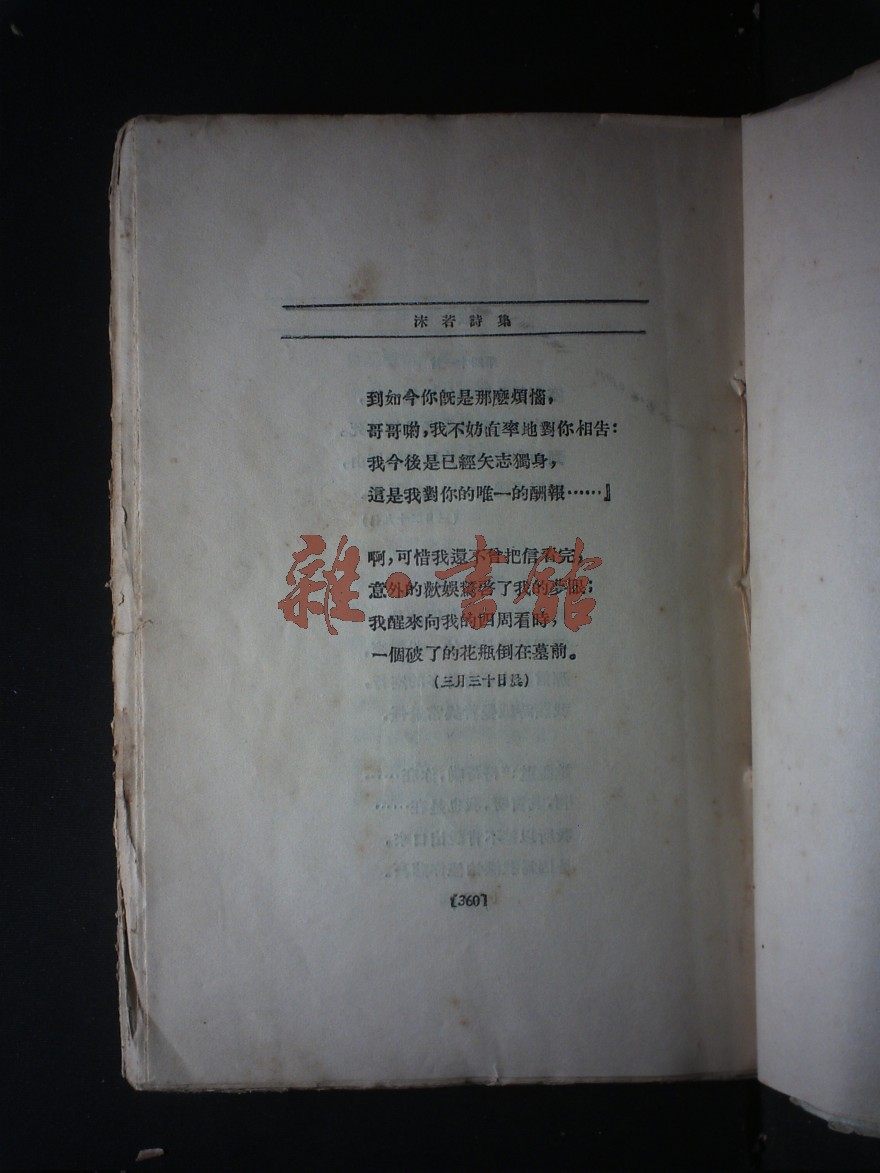 沫若詩集
到如今你旣是那麼煩惱，
哥哥喲，我不妨直率地對你相告：
我今後是已經矢志獨身，
這是我對你的唯一的酬報……』
啊，可惜我還不曾把信看完，
意外的歡娛驚啓了我的夢眼；
我醒來向我的四周看時，
一個破了的花甁倒在墓前。
（三月三十日晨）
雜·書館
〔360〕